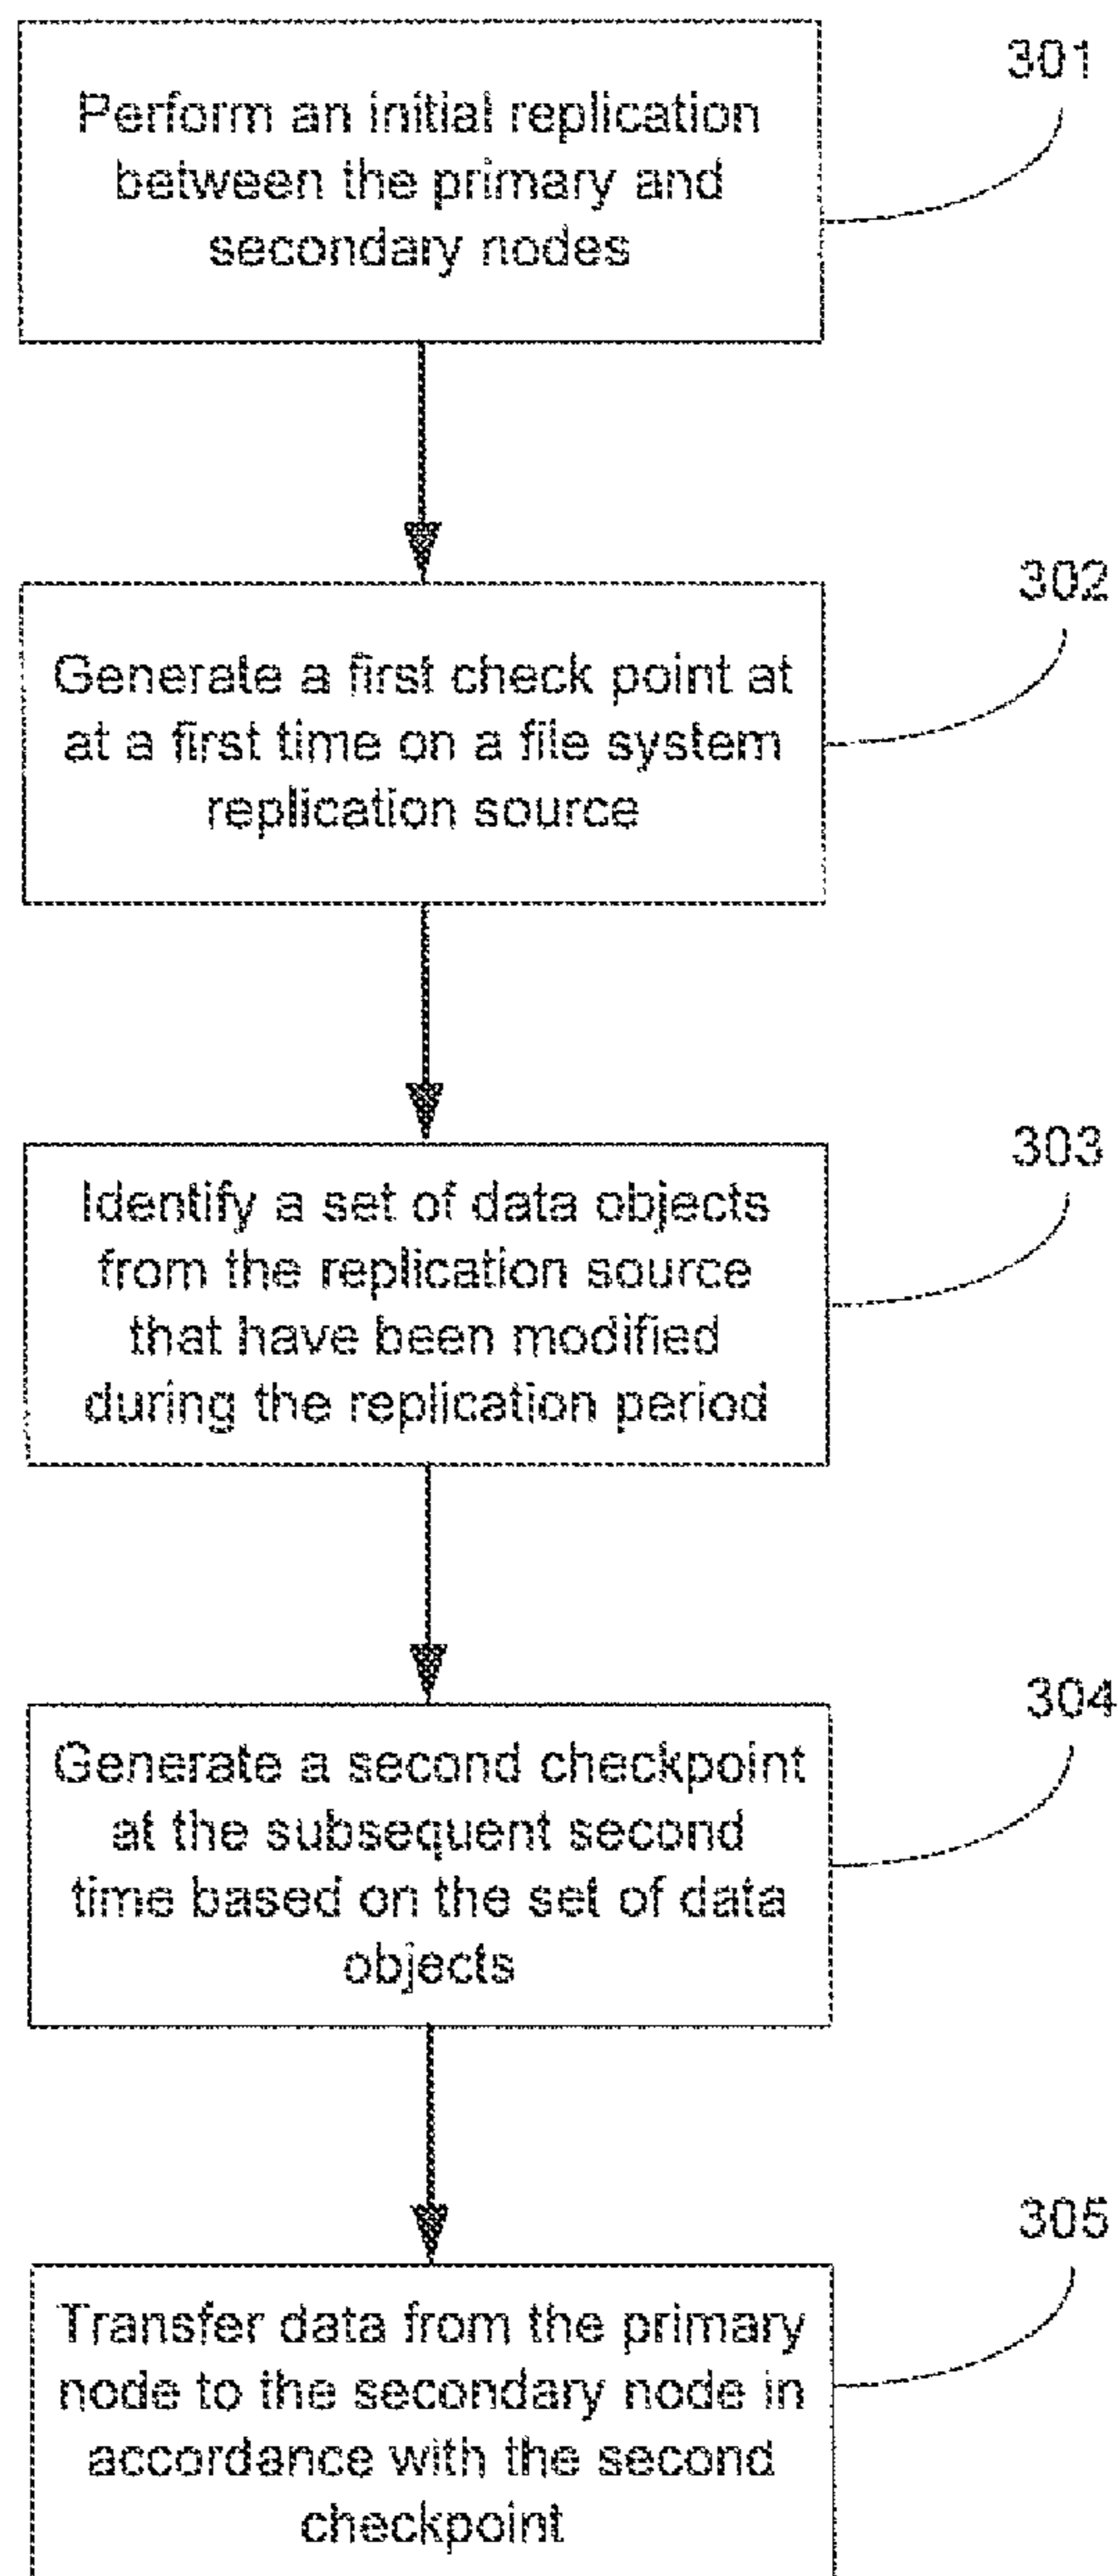 301
Perform an initial replication
between the primary and
secondary nodes
302
Generate a first check point at
at a first time on a file system
replication source
303
Identify a set of data objects
from the replication source
that have been modified
during the replication period
304
Generate a second checkpoint
at the subsequent second
time based on the set of data
objects
305
Transfer data from the primary
node to the secondary node in
accordance with the second
checkpoint